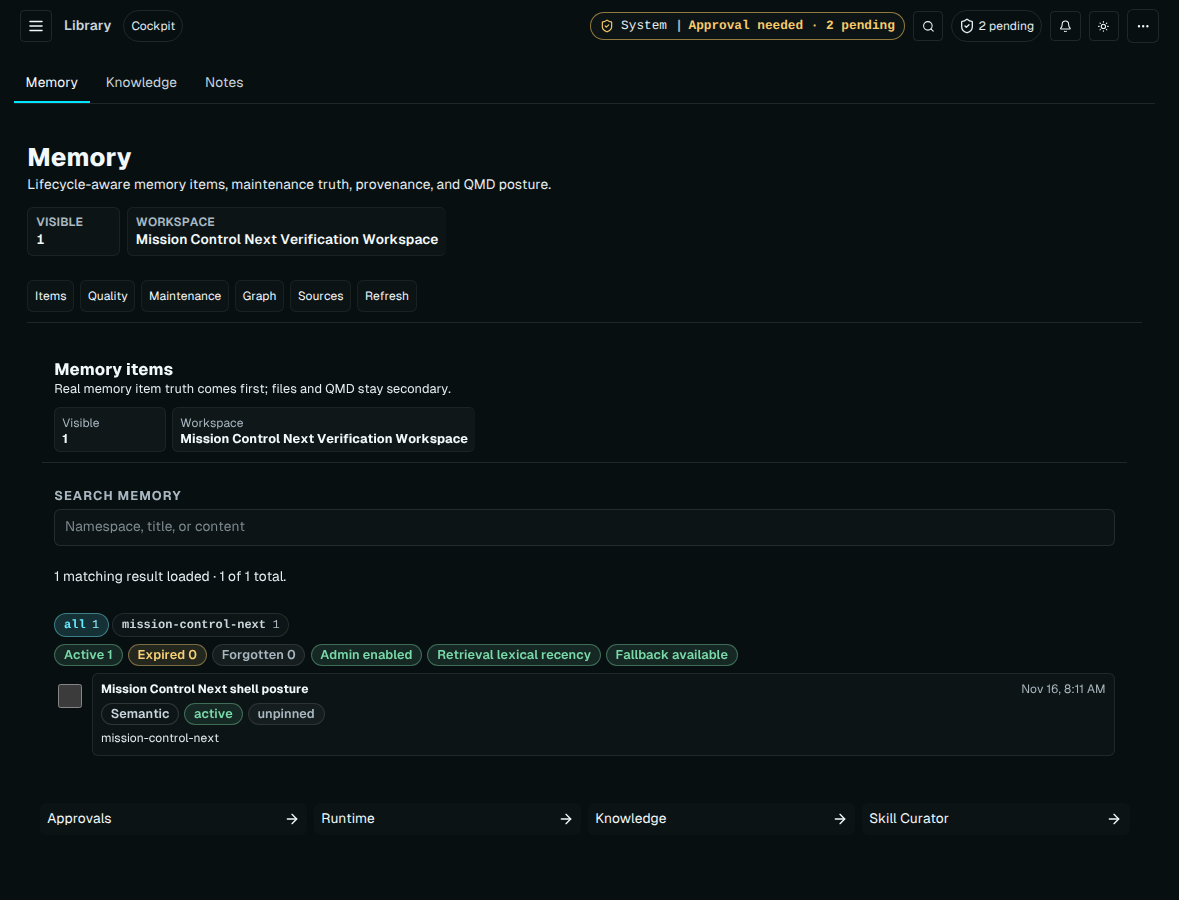 Library Cockpit System | Approval needed · 2 pending 2 pending
Memory Knowledge Notes
Memory
Lifecycle-aware memory items, maintenance truth, provenance, and QMD posture.
VISIBLE
1
WORKSPACE
Mission Control Next Verification Workspace
Items Quality Maintenance Graph Sources Refresh
Memory items
Real memory item truth comes first; files and QMD stay secondary.
Visible
1
Workspace
Mission Control Next Verification Workspace
SEARCH MEMORY
Namespace, title, or content
1 matching result loaded · 1 of 1 total.
all 1 mission-control-next 1
Active 1 Expired 0 Forgotten 0 Admin enabled Retrieval lexical recency Fallback available
Mission Control Next shell posture Nov 16, 8:11 AM
Semantic active unpinned
mission-control-next
Approvals Runtime Knowledge Skill Curator